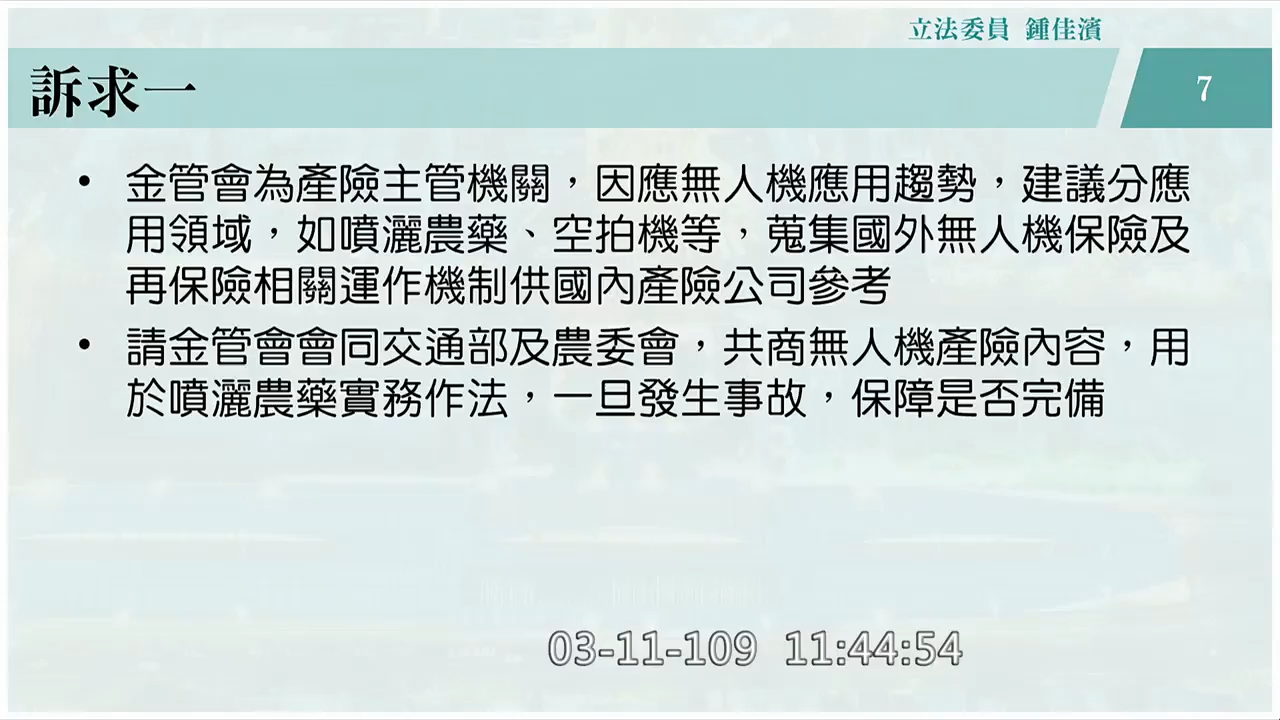 立法委員 鍾佳濱
訴求一
7
• 金管會為產險主管機關，因應無人機應用趨勢，建議分應
用領域，如噴灑農藥、空拍機等，蒐集國外無人機保險及
再保險相關運作機制供國內產險公司參考
• 請金管會會同交通部及農委會，共商無人機產險內容，用
於噴灑農藥實務作法，一旦發生事故，保障是否完備
03-11-109 11:44:54